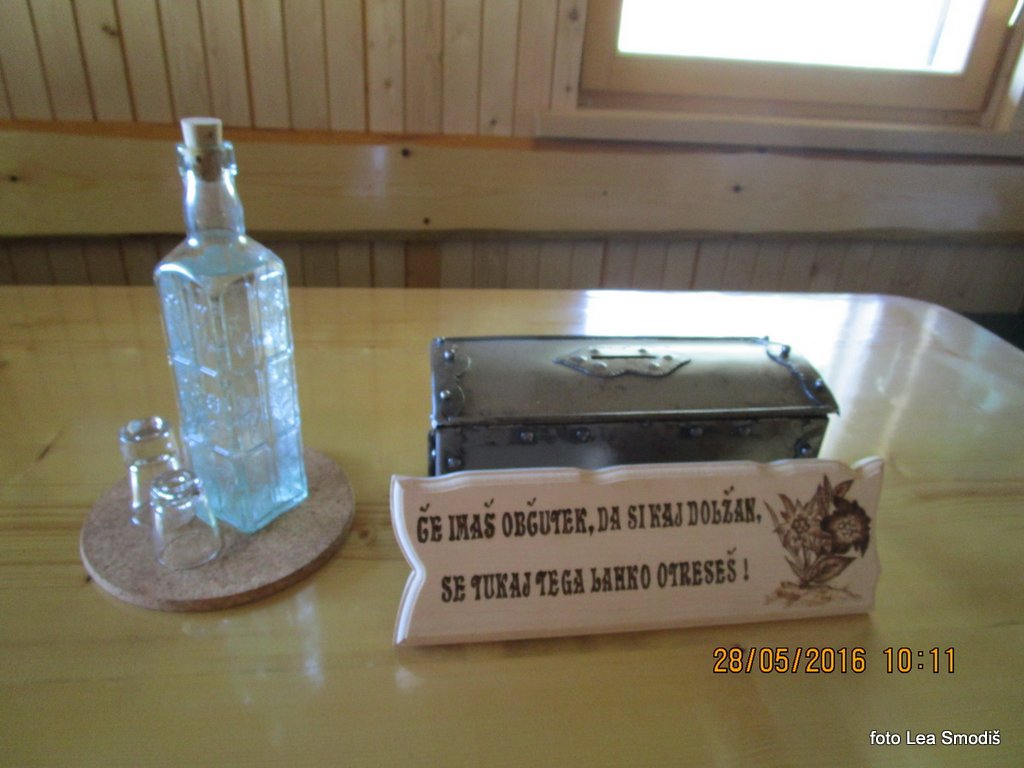 ČE IMAŠ OBČUTEK, DA SI KAJ DOLŽAN,
SE TUKAJ TEGA LAHKO OTRESEŠ !
28/05/2016 10:11
foto Lea Smodiš